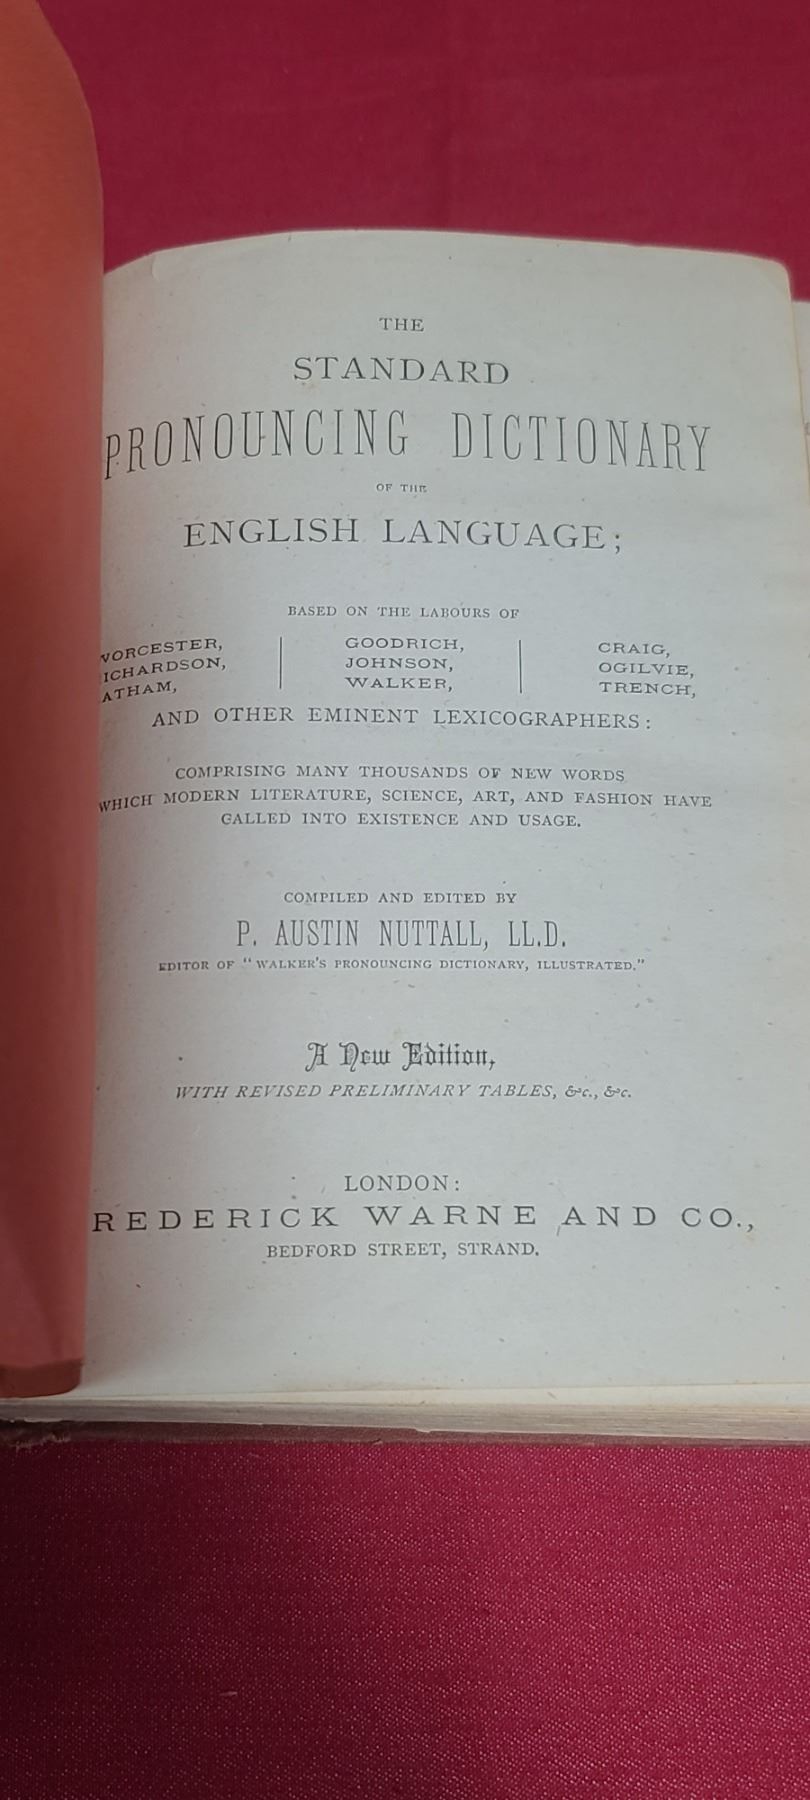 THE
STANDARD
PRONOUNCING DICTIONARY
OF THE
ENGLISH LANGUAGE;
BASED ON THE LABOURS OF
WORCESTER, GOODRICH, CRAIG,
ICHARDSON, JOHNSON, OGILVIE,
ATHAM, WALKER, TRENCH,
AND OTHER EMINENT LEXICOGRAPHERS:
COMPRISING MANY THOUSANDS OF NEW WORDS
WHICH MODERN LITERATURE, SCIENCE, ART, AND FASHION HAVE
CALLED INTO EXISTENCE AND USAGE.
COMPILED AND EDITED BY
P. AUSTIN NUTTALL, LL.D.
EDITOR OF "WALKER'S PRONOUNCING DICTIONARY, ILLUSTRATED."
A New Edition,
WITH REVISED PRELIMINARY TABLES, &c., &c.
LONDON:
REDERICK WARNE AND CO.,
BEDFORD STREET, STRAND.